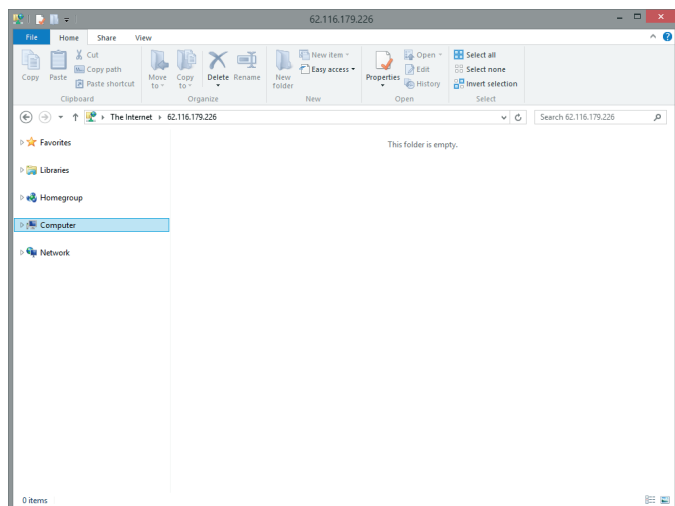 62.116.179.226
File Home Share View
Copy Paste Cut Copy path Paste shortcut
Move to Copy to Delete Rename
New folder New item Easy access
Properties Open Edit History
Select all Select none Invert selection
Clipboard Organize New Open Select
The Internet 62.116.179.226 Search 62.116.179.226
Favorites
This folder is empty.
Libraries
Homegroup
Computer
Network
0 items